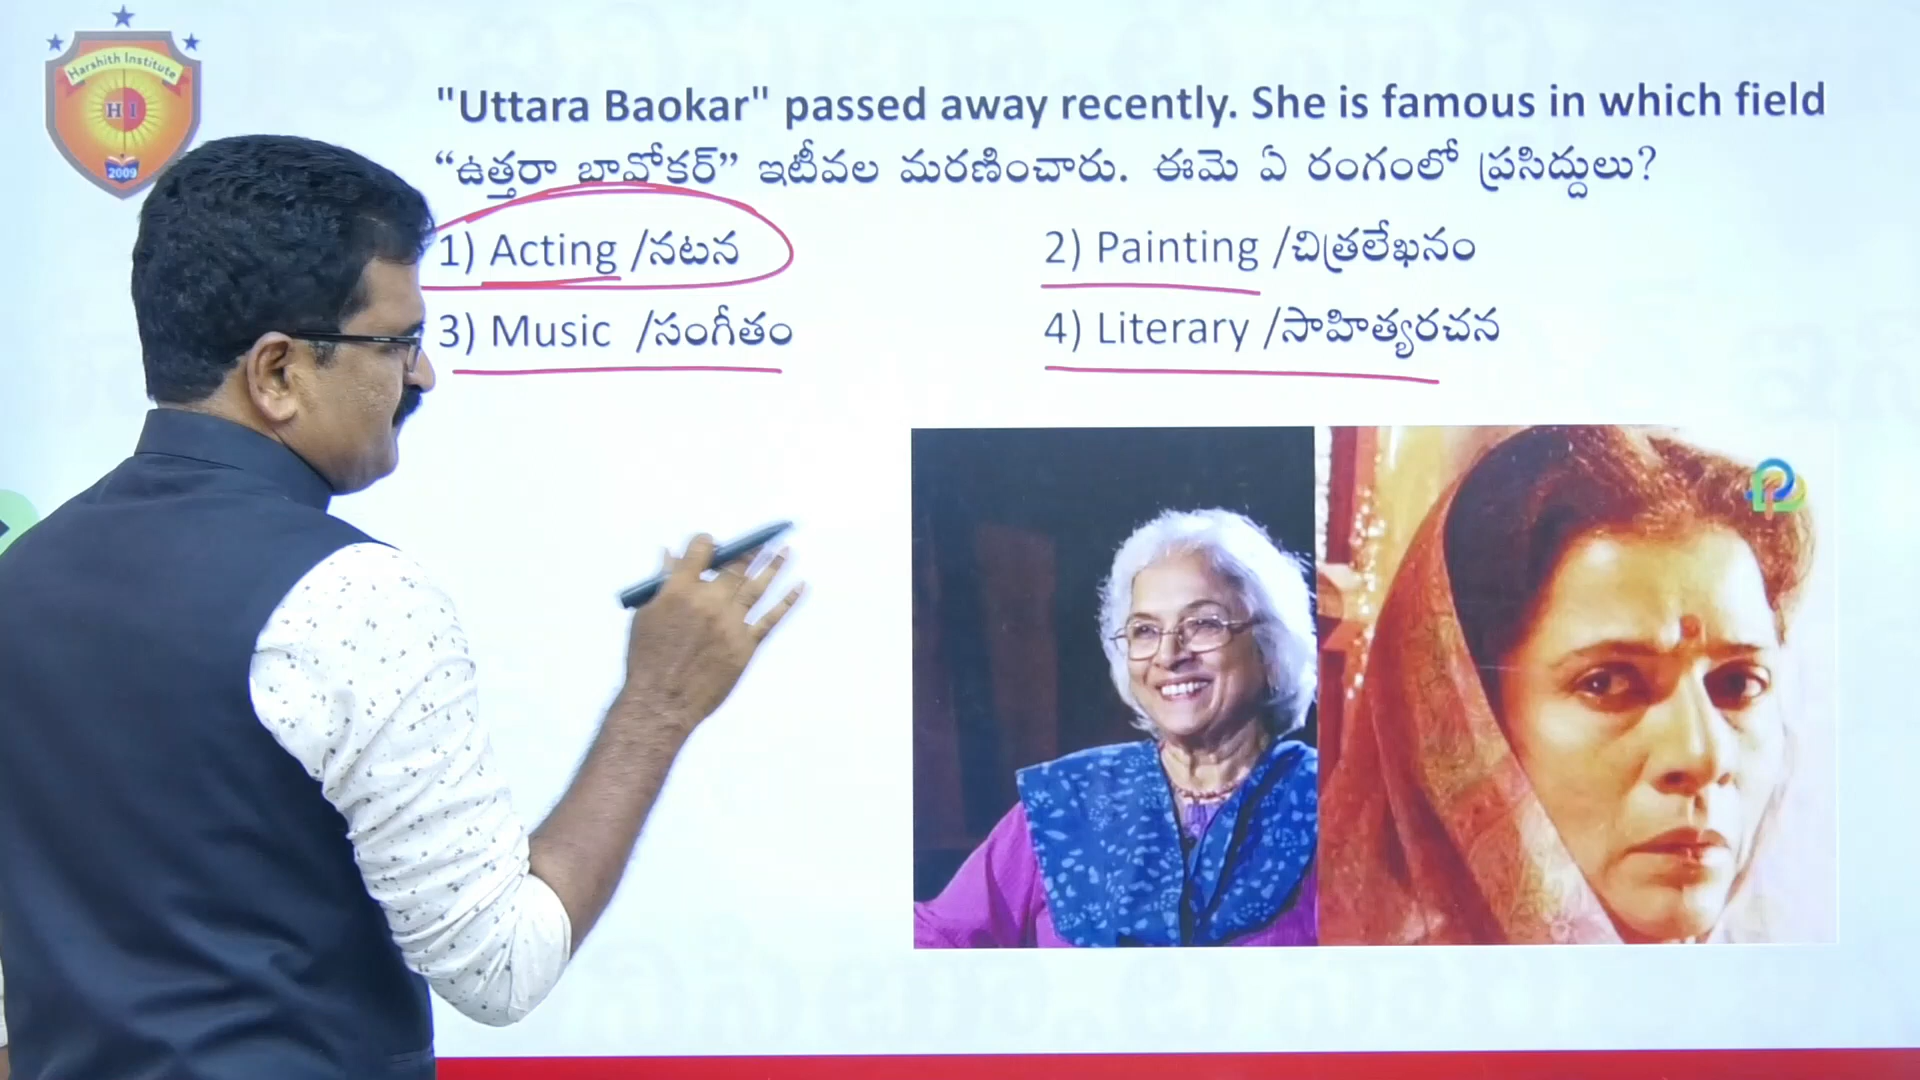 Harshith Institute
H I
2009
"Uttara Baokar" passed away recently. She is famous in which field
“ఉత్తరా బావోకర్” ఇటీవల మరణించారు. ఈమె ఏ రంగంలో ప్రసిద్దులు?
1) Acting /నటన
2) Painting /చిత్రలేఖనం
3) Music /సంగీతం
4) Literary /సాహిత్యరచన